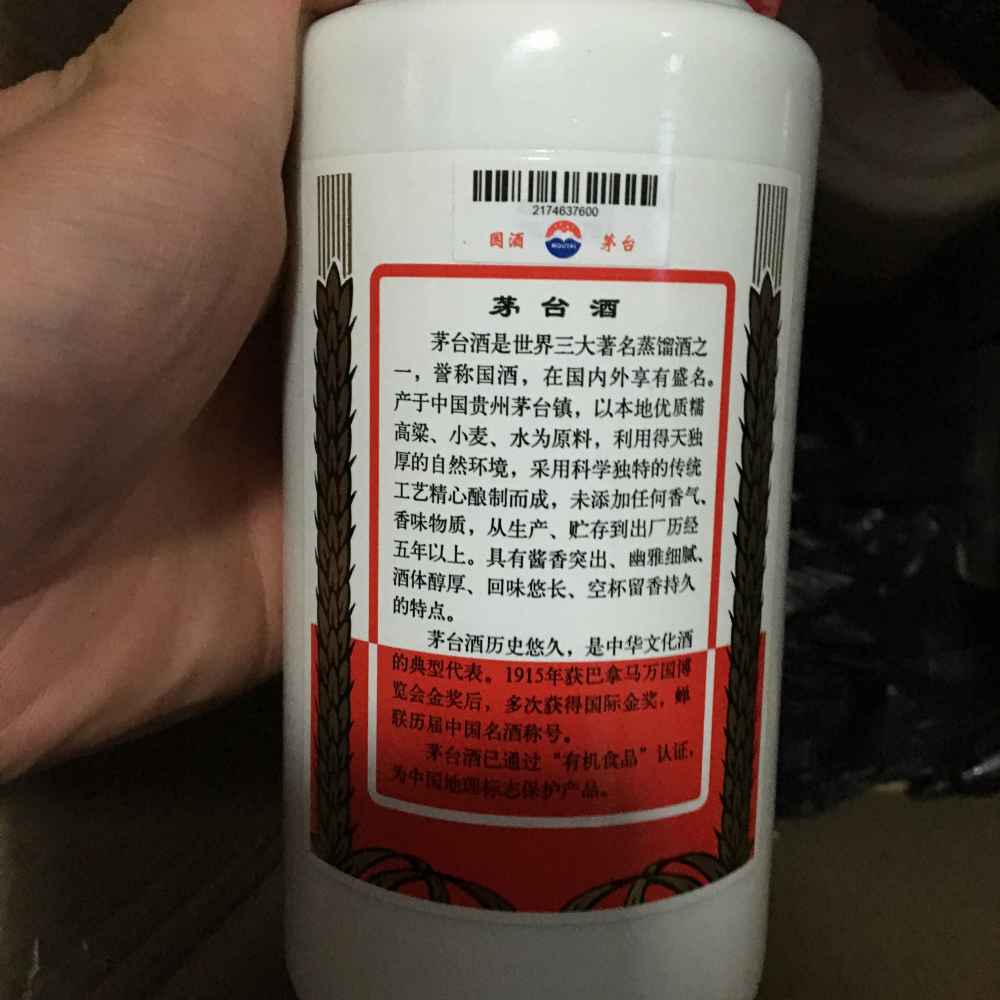 2174637600
国酒 MOUTAI 茅台
茅台酒
茅台酒是世界三大著名蒸馏酒之
一，誉称国酒，在国内外享有盛名。
产于中国贵州茅台镇，以本地优质糯
高粱、小麦、水为原料，利用得天独
厚的自然环境，采用科学独特的传统
工艺精心酿制而成，未添加任何香气、
香味物质，从生产、贮存到出厂历经
五年以上。具有酱香突出、幽雅细腻、
酒体醇厚、回味悠长、空杯留香持久
的特点。
茅台酒历史悠久，是中华文化酒
的典型代表。1915年获巴拿马万国博
览会金奖后，多次获得国际金奖，蝉
联历届中国名酒称号。
茅台酒已通过“有机食品”认证，
为中国地理标志保护产品。